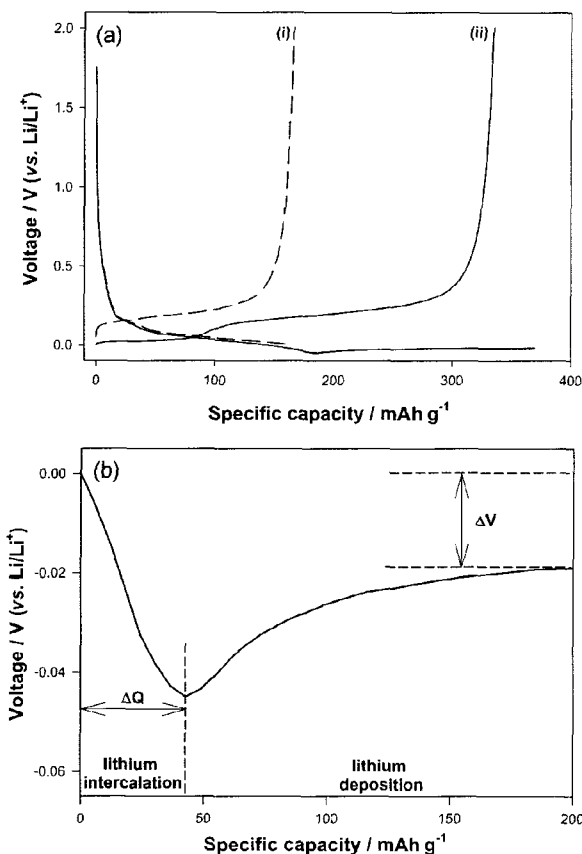 (a)
(i)
(ii)
2.0
1.5
1.0
0.5
0.0
Voltage / V (vs. Li/Li⁺)
0
100
200
300
400
Specific capacity / mAh g⁻¹
(b)
0.00
-0.02
-0.04
-0.06
Voltage / V (vs. Li/Li⁺)
ΔV
ΔQ
lithium
intercalation
lithium
deposition
0
50
100
150
200
Specific capacity / mAh g⁻¹